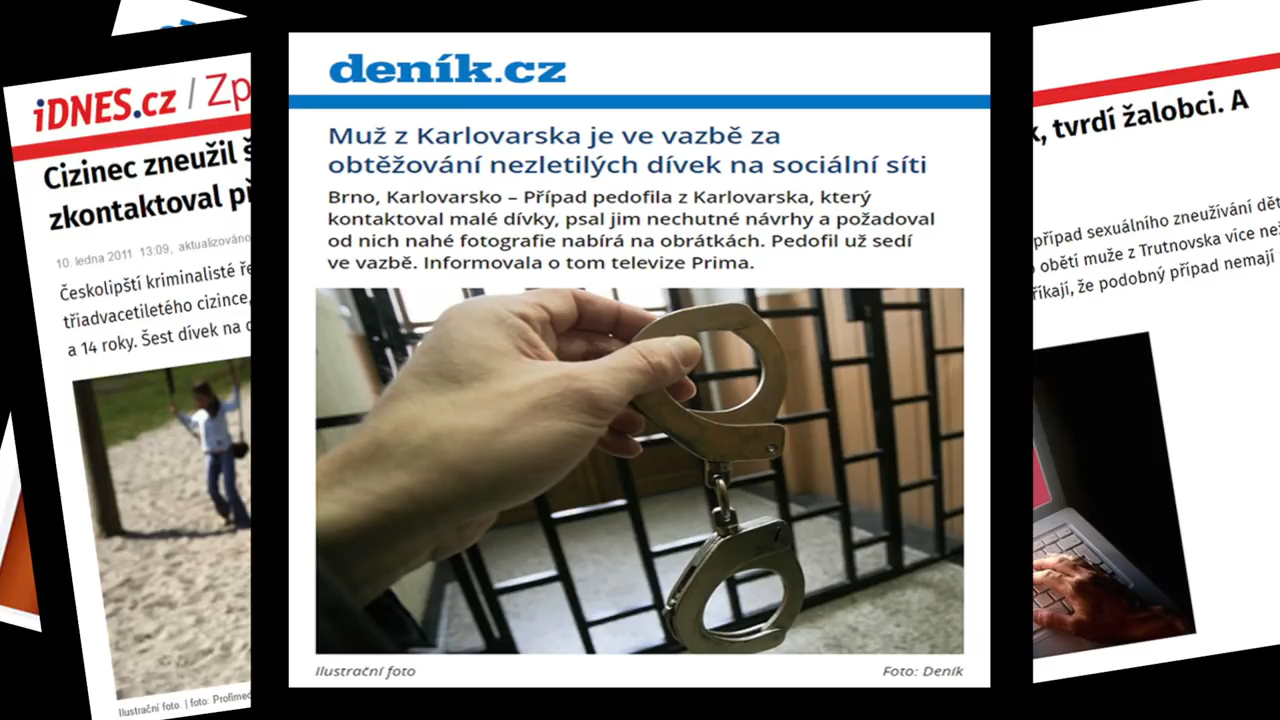 iDNES.cz / Zp
Cizinec zneužil
zkontaktoval
10. ledna 2011 13:09, aktualizováno
Českolipští kriminalisté
třiadvacetiletého cizince,
a 14 roky. Šest dívek na
Ilustrační foto. | foto:
deník.cz
Muž z Karlovarska je ve vazbě za
obtěžování nezletilých dívek na sociální síti
Brno, Karlovarsko – Případ pedofila z Karlovarska, který
kontaktoval malé dívky, psal jim nechutné návrhy a požadoval
od nich nahé fotografie nabírá na obrátkách. Pedofil už sedí
ve vazbě. Informovala o tom televize Prima.
Ilustrační foto
Foto: Deník
, tvrdí žalobci. A
případ sexuálního zneužívání
obětí muže z Trutnovska více
říkají, že podobný případ nemají